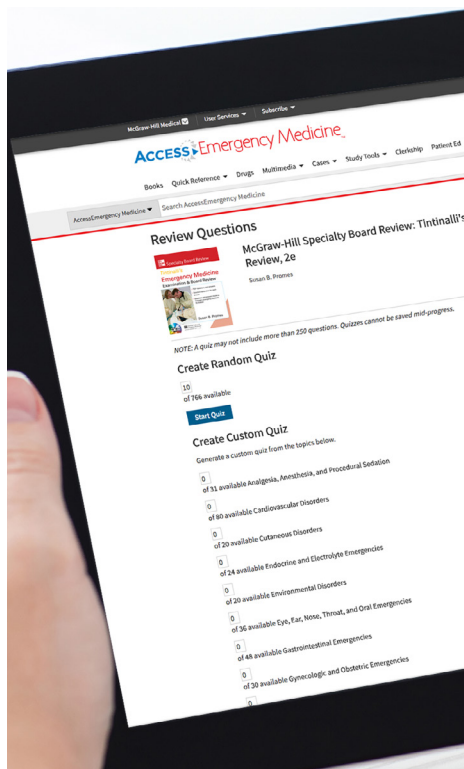 McGraw-Hill Medical
User Services
Subscribe
ACCESS Emergency Medicine
Books Quick Reference Drugs Multimedia Cases Study Tools Clerkship Patient Ed
AccessEmergency Medicine Search AccessEmergency Medicine
Review Questions
Specialty Board Review
Emergency Medicine
Examination & Board Review
Susan B. Promes
McGraw-Hill Specialty Board Review: Tintinalli's
Review, 2e
Susan B. Promes
NOTE: A quiz may not include more than 250 questions. Quizzes cannot be saved mid-progress.
Create Random Quiz
10
of 766 available
Start Quiz
Create Custom Quiz
Generate a custom quiz from the topics below.
0
of 31 available Analgesia, Anesthesia, and Procedural Sedation
0
of 80 available Cardiovascular Disorders
0
of 20 available Cutaneous Disorders
0
of 24 available Endocrine and Electrolyte Emergencies
0
of 20 available Environmental Disorders
0
of 36 available Eye, Ear, Nose, Throat, and Oral Emergencies
0
of 48 available Gastrointestinal Emergencies
0
of 30 available Gynecologic and Obstetric Emergencies
0